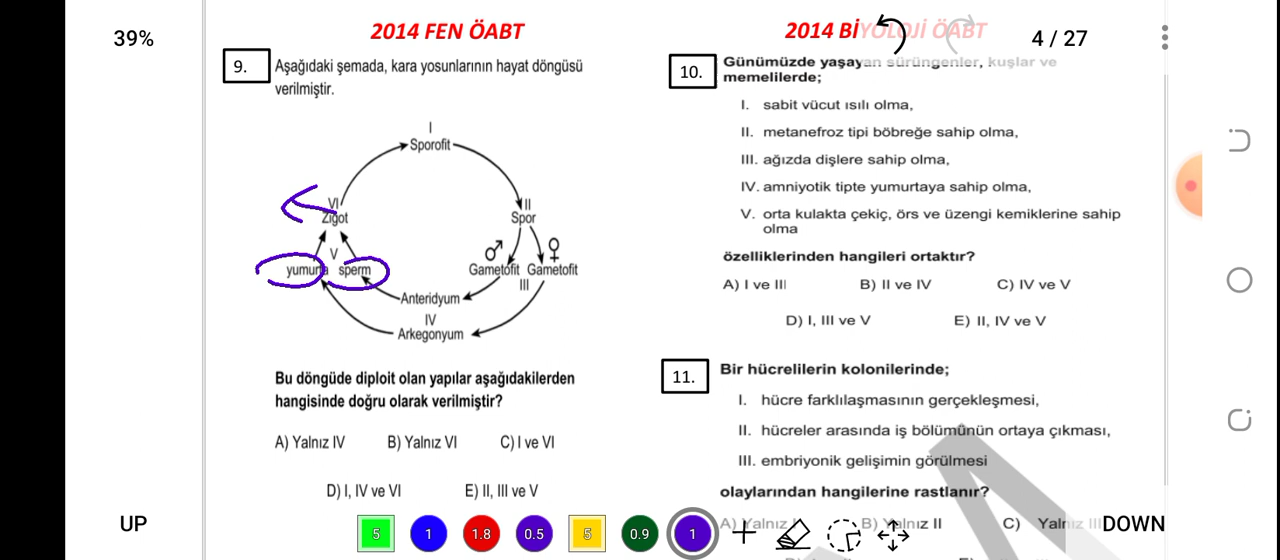 39%
2014 FEN ÖABT
2014 BİYOLOJİ ÖABT
4 / 27
9.
Aşağıdaki şemada, kara yosunlarının hayat döngüsü
verilmiştir.
I
Sporofit
VI
Zigot
II
Spor
♂ ♀
V
yumurta sperm
Gametofit Gametofit
III
Anteridyum
IV
Arkegonyum
Bu döngüde diploit olan yapılar aşağıdakilerden
hangisinde doğru olarak verilmiştir?
A) Yalnız IV B) Yalnız VI C) I ve VI
D) I, IV ve VI E) II, III ve V
10.
Günümüzde yaşayan sürüngenler, kuşlar ve
memelilerde;
I. sabit vücut ısılı olma,
II. metanefroz tipi böbreğe sahip olma,
III. ağızda dişlere sahip olma,
IV. amniyotik tipte yumurtaya sahip olma,
V. orta kulakta çekiç, örs ve üzengi kemiklerine sahip
olma
özelliklerinden hangileri ortaktır?
A) I ve III B) II ve IV C) IV ve V
D) I, III ve V E) II, IV ve V
11.
Bir hücrelilerin kolonilerinde;
I. hücre farklılaşmasının gerçekleşmesi,
II. hücreler arasında iş bölümünün ortaya çıkması,
III. embriyonik gelişimin görülmesi
olaylarından hangilerine rastlanır?
A) Yalnız I B) Yalnız II C) Yalnız III
UP
5 1 1.8 0.5 5 0.9 1
DOWN